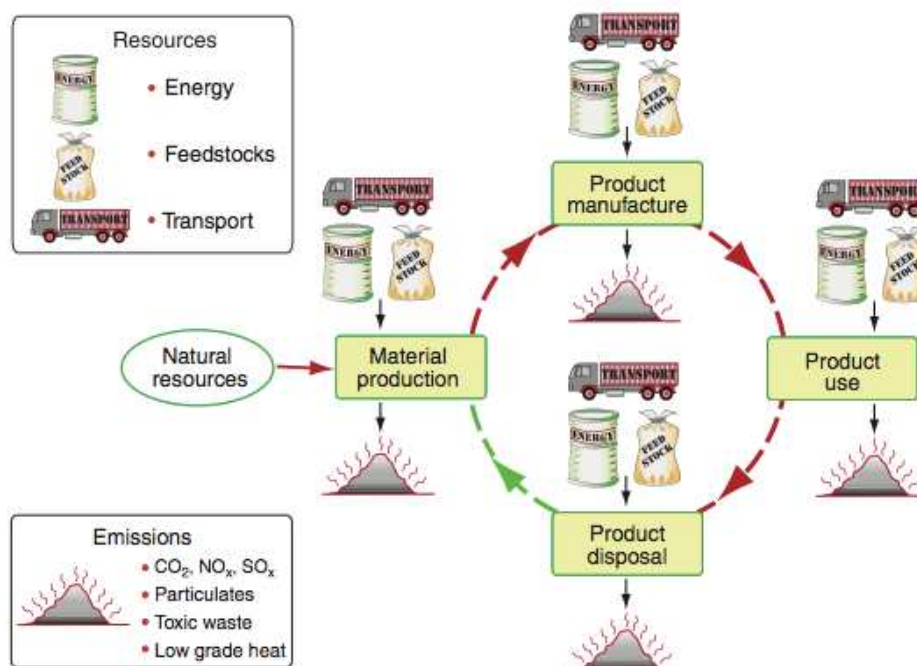 Resources
ENERGY
• Energy
FEED STOCK
• Feedstocks
TRANSPORT
• Transport
TRANSPORT
ENERGY
FEED STOCK
Product
manufacture
TRANSPORT
ENERGY
FEED STOCK
TRANSPORT
ENERGY
FEED STOCK
Natural
resources
Material
production
Product
use
TRANSPORT
ENERGY
FEED STOCK
Product
disposal
Emissions
• CO₂, NOₓ, SOₓ
• Particulates
• Toxic waste
• Low grade heat